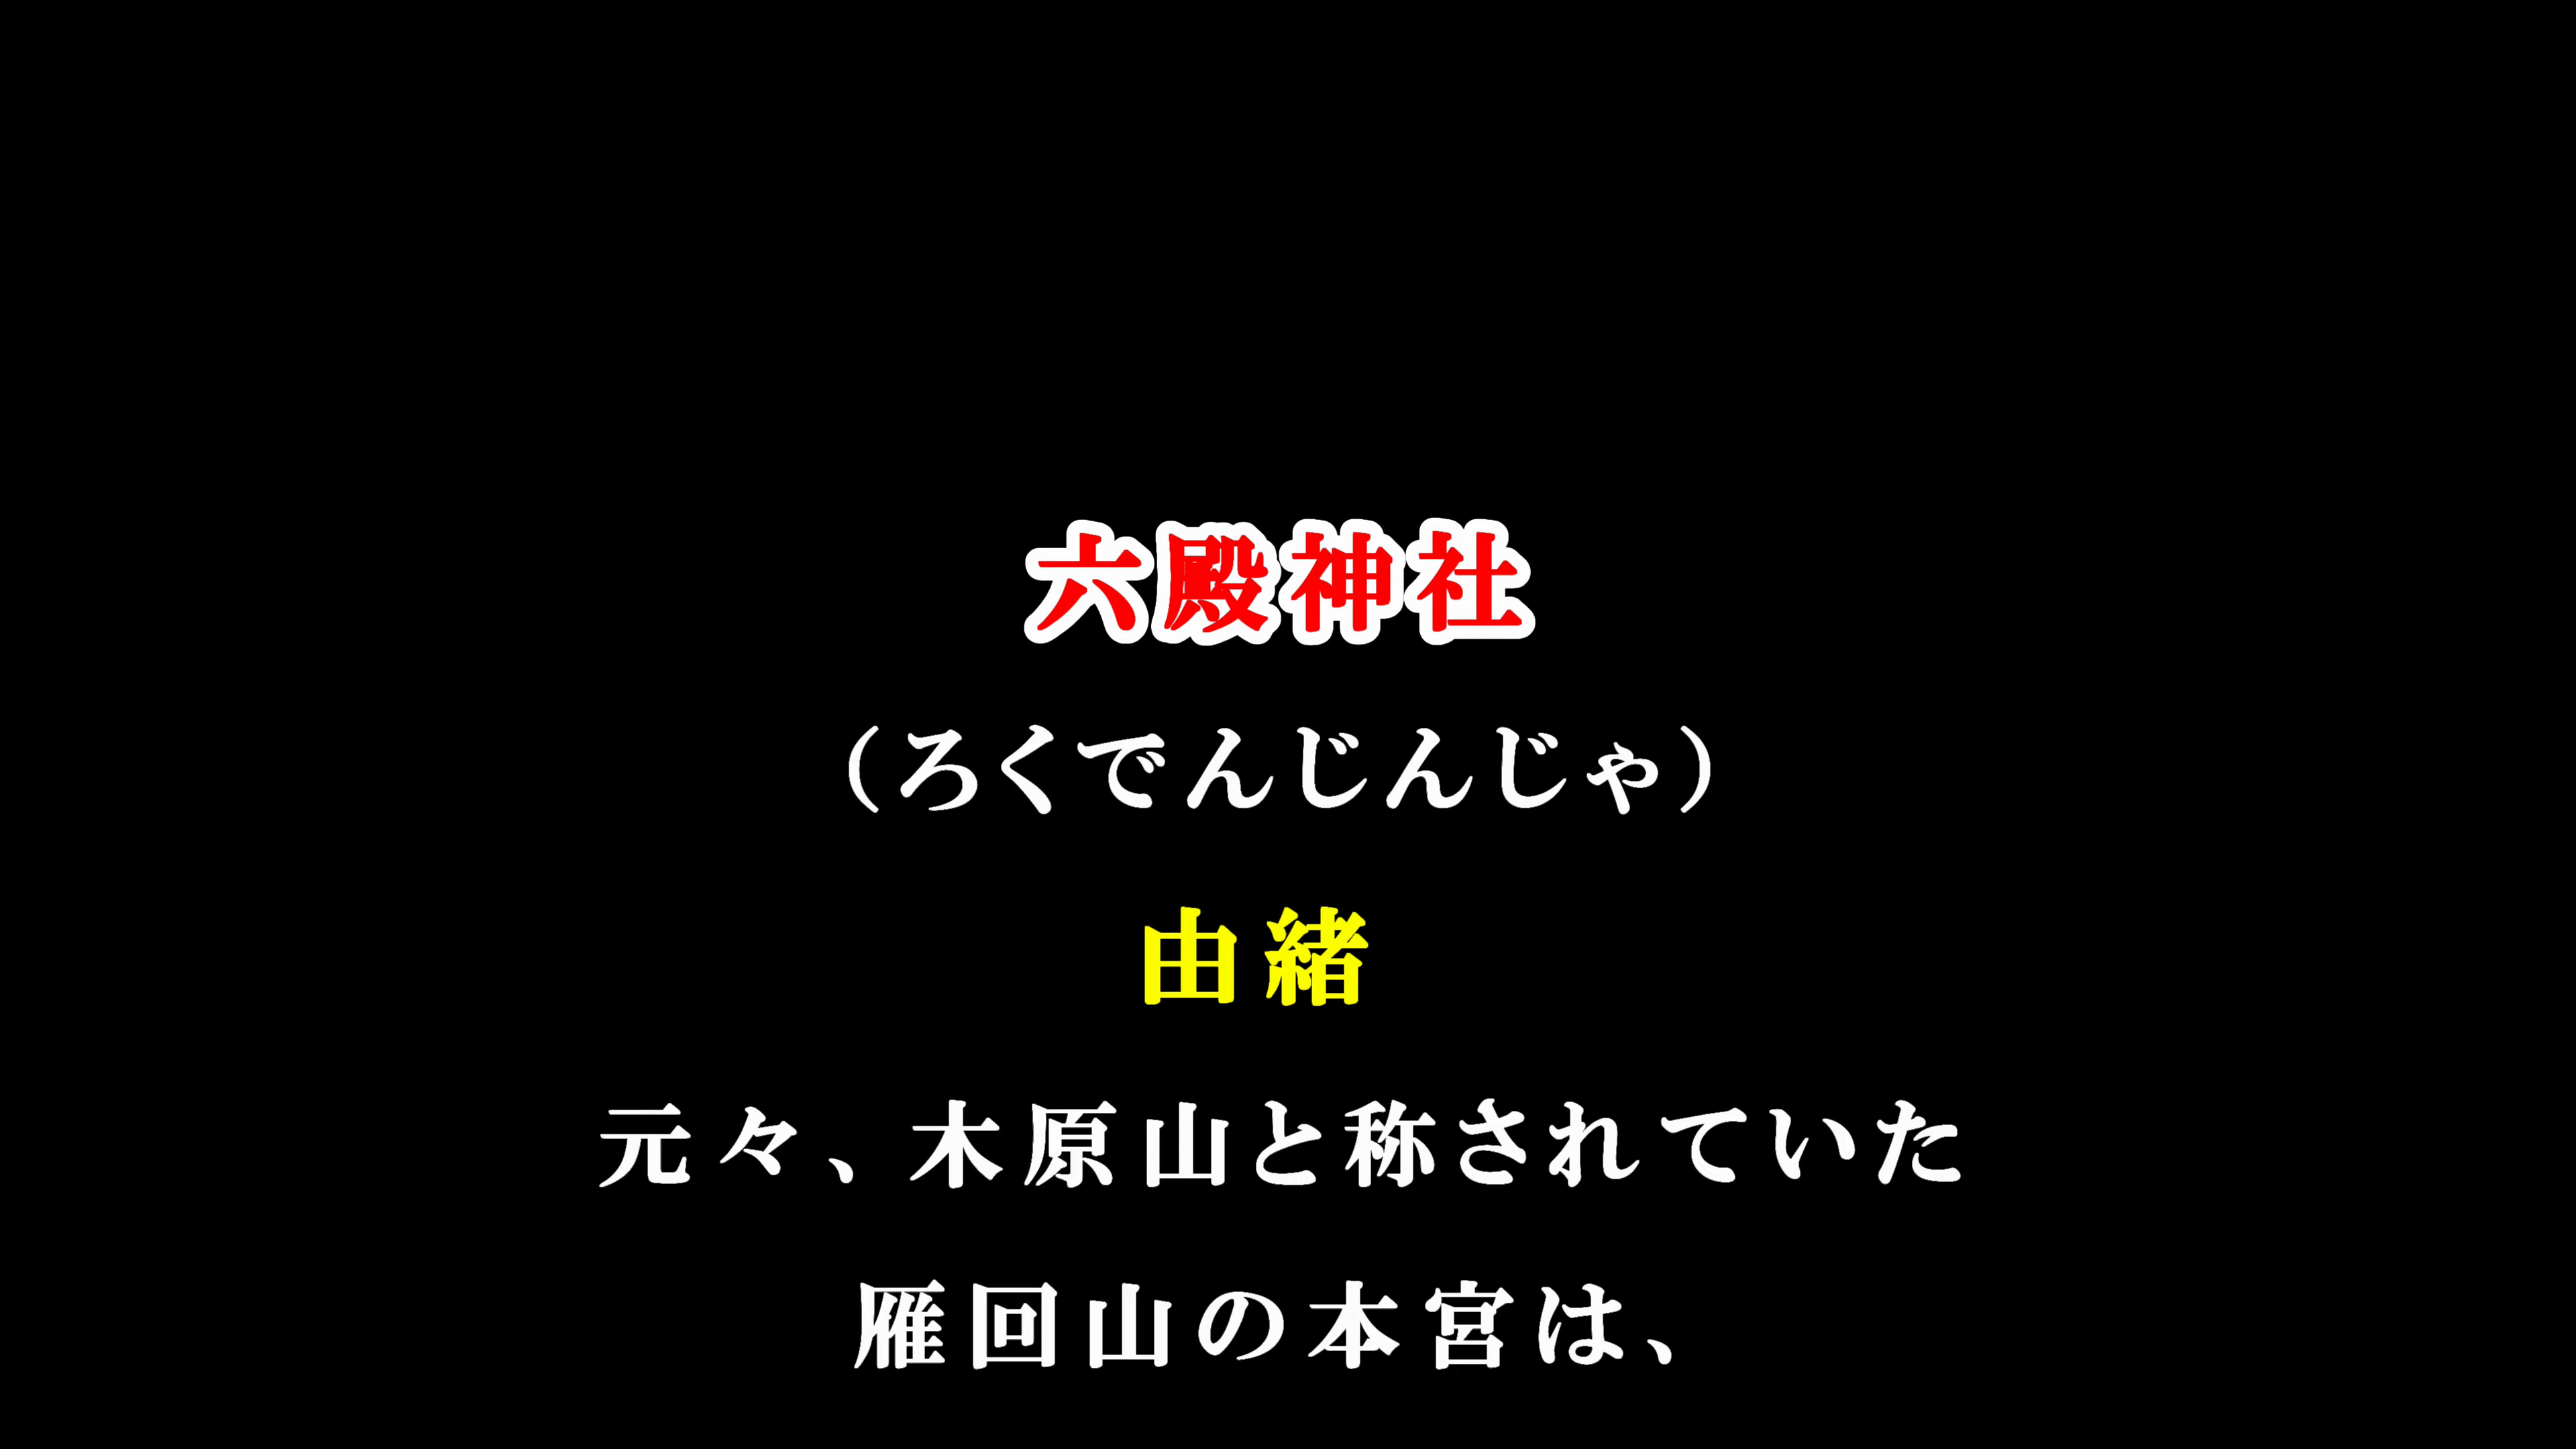 六殿神社
（ろくでんじんじゃ）
由緒
元々、木原山と称されていた
雁回山の本宮は、